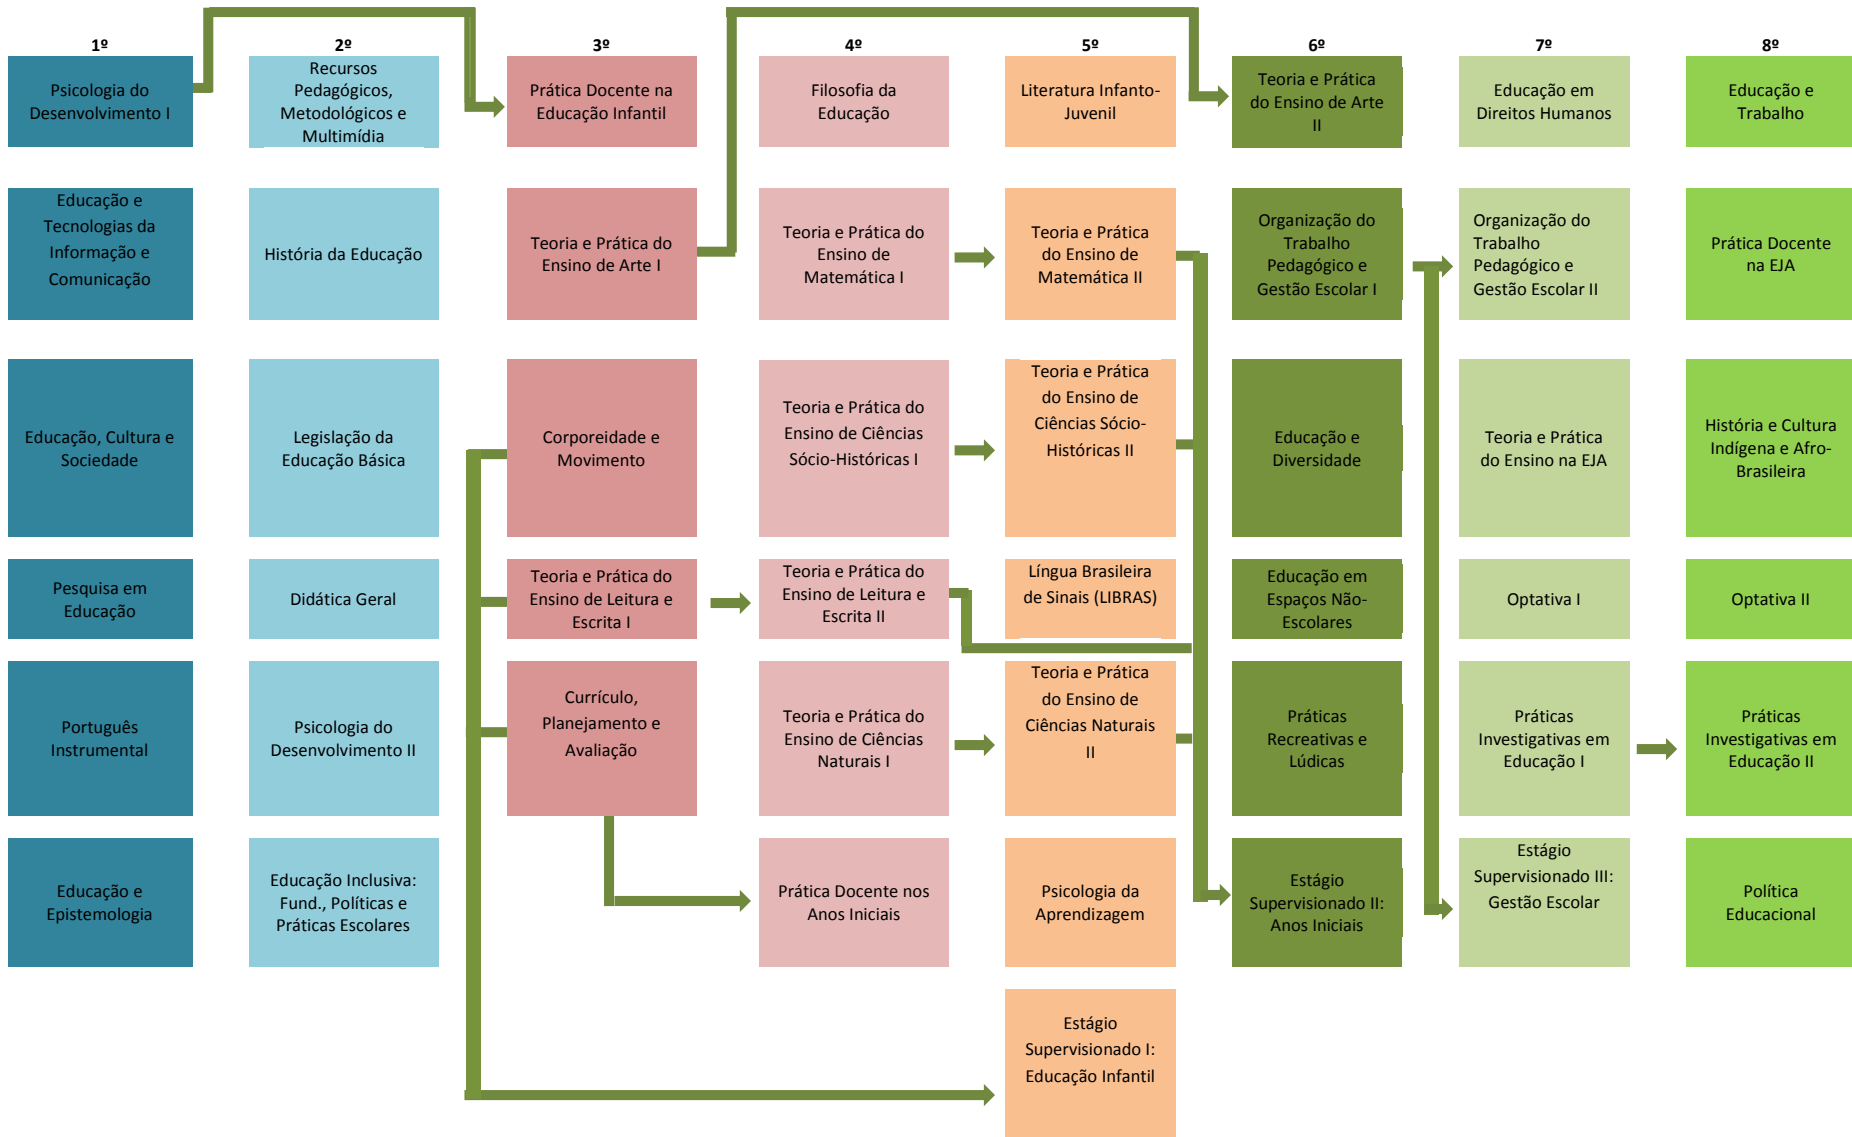 1º
2º
3º
4º
5º
6º
7º
8º
Psicologia do
Desenvolvimento I
Recursos
Pedagógicos,
Metodológicos e
Multimídia
Prática Docente na
Educação Infantil
Filosofia da
Educação
Literatura Infanto-
Juvenil
Teoria e Prática
do Ensino de Arte
II
Educação em
Direitos Humanos
Educação e
Trabalho
Educação e
Tecnologias da
Informação e
Comunicação
História da Educação
Teoria e Prática do
Ensino de Arte I
Teoria e Prática do
Ensino de
Matemática I
Teoria e Prática
do Ensino de
Matemática II
Organização do
Trabalho
Pedagógico e
Gestão Escolar I
Organização do
Trabalho
Pedagógico e
Gestão Escolar II
Prática Docente
na EJA
Educação, Cultura e
Sociedade
Legislação da
Educação Básica
Corporeidade e
Movimento
Teoria e Prática do
Ensino de Ciências
Sócio-Históricas I
Teoria e Prática
do Ensino de
Ciências Sócio-
Históricas II
Educação e
Diversidade
Teoria e Prática
do Ensino na EJA
História e Cultura
Indígena e Afro-
Brasileira
Pesquisa em
Educação
Didática Geral
Teoria e Prática do
Ensino de Leitura e
Escrita I
Teoria e Prática do
Ensino de Leitura e
Escrita II
Língua Brasileira
de Sinais (LIBRAS)
Educação em
Espaços Não-
Escolares
Optativa I
Optativa II
Português
Instrumental
Psicologia do
Desenvolvimento II
Currículo,
Planejamento e
Avaliação
Teoria e Prática do
Ensino de Ciências
Naturais I
Teoria e Prática
do Ensino de
Ciências Naturais
II
Práticas
Recreativas e
Lúdicas
Práticas
Investigativas em
Educação I
Práticas
Investigativas em
Educação II
Educação e
Epistemologia
Educação Inclusiva:
Fund., Políticas e
Práticas Escolares
Prática Docente nos
Anos Iniciais
Psicologia da
Aprendizagem
Estágio
Supervisionado II:
Anos Iniciais
Estágio
Supervisionado III:
Gestão Escolar
Política
Educacional
Estágio
Supervisionado I:
Educação Infantil